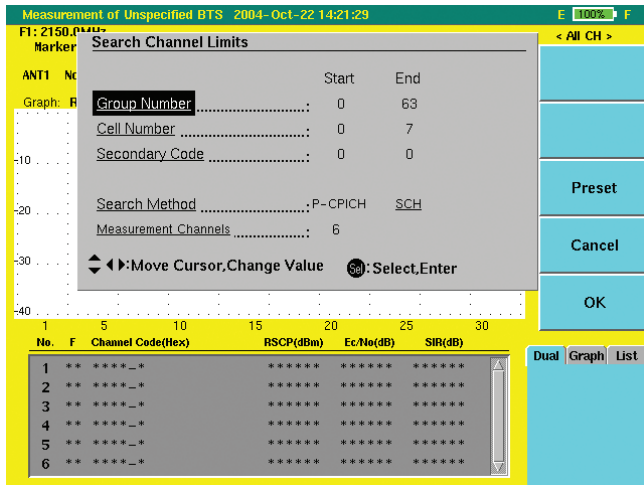 Measurement of Unspecified BTS 2004-Oct-22 14:21:29
E 100% F
F1: 2150.0MHz
< All CH >
Marker
Search Channel Limits
ANT1
Start End
Graph:
Group Number : 0 63
Cell Number : 0 7
Secondary Code : 0 0
Search Method : P-CPICH SCH
Measurement Channels : 6
:Move Cursor,Change Value Sel: Select,Enter
Preset
Cancel
OK
-10
-20
-30
-40
1 5 10 15 20 25 30
No. F Channel Code(Hex) RSCP(dBm) Ec/No(dB) SIR(dB)
Dual Graph List
1 ** ****_* ****** ****** ******
2 ** ****_* ****** ****** ******
3 ** ****_* ****** ****** ******
4 ** ****_* ****** ****** ******
5 ** ****_* ****** ****** ******
6 ** ****_* ****** ****** ******